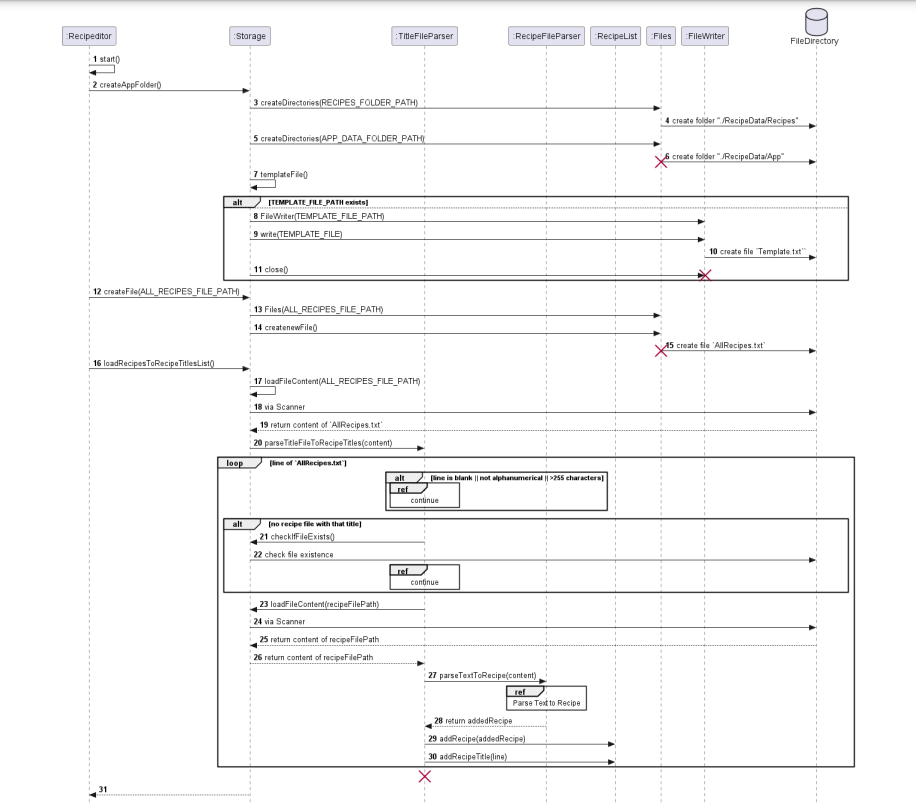 :Recipeditor
:Storage
:TitleFileParser
:RecipeFileParser
:RecipeList
:Files
:FileWriter
FileDirectory
1 start()
2 createAppFolder()
3 createDirectories(RECIPES_FOLDER_PATH)
4 create folder "./RecipeData/Recipes"
5 createDirectories(APP_DATA_FOLDER_PATH)
6 create folder "./RecipeData/App"
7 templateFile()
alt [TEMPLATE_FILE_PATH exists]
8 FileWriter(TEMPLATE_FILE_PATH)
9 write(TEMPLATE_FILE)
10 create file `Template.txt``
11 close()
12 createFile(ALL_RECIPES_FILE_PATH)
13 Files(ALL_RECIPES_FILE_PATH)
14 createnewFile()
15 create file `AllRecipes.txt`
16 loadRecipesToRecipeTitlesList()
17 loadFileContent(ALL_RECIPES_FILE_PATH)
18 via Scanner
19 return content of `AllRecipes.txt`
20 parseTitleFileToRecipeTitles(content)
loop [line of `AllRecipes.txt`]
alt [line is blank || not alphanumerical || >255 characters]
ref
continue
alt [no recipe file with that title]
21 checkIfFileExists()
22 check file existence
ref
continue
23 loadFileContent(recipeFilePath)
24 via Scanner
25 return content of recipeFilePath
26 return content of recipeFilePath
27 parseTextToRecipe(content)
ref
Parse Text to Recipe
28 return addedRecipe
29 addRecipe(addedRecipe)
30 addRecipeTitle(line)
31